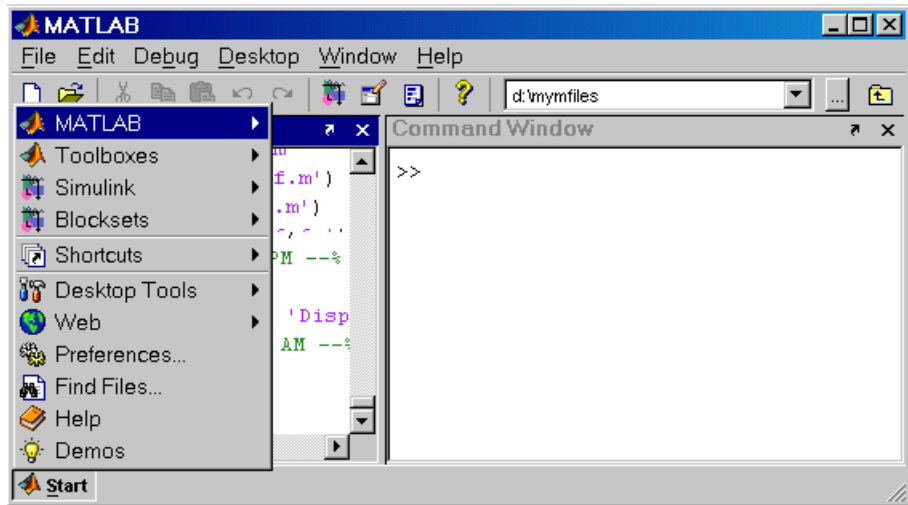 MATLAB
File Edit Debug Desktop Window Help
d:\mymfiles ...
MATLAB
Toolboxes
Simulink
Blocksets
Shortcuts
Desktop Tools
Web
Preferences...
Find Files...
Help
Demos
Start
f.m')
.m')
PM --%
'Disp
AM --%
Command Window
>>